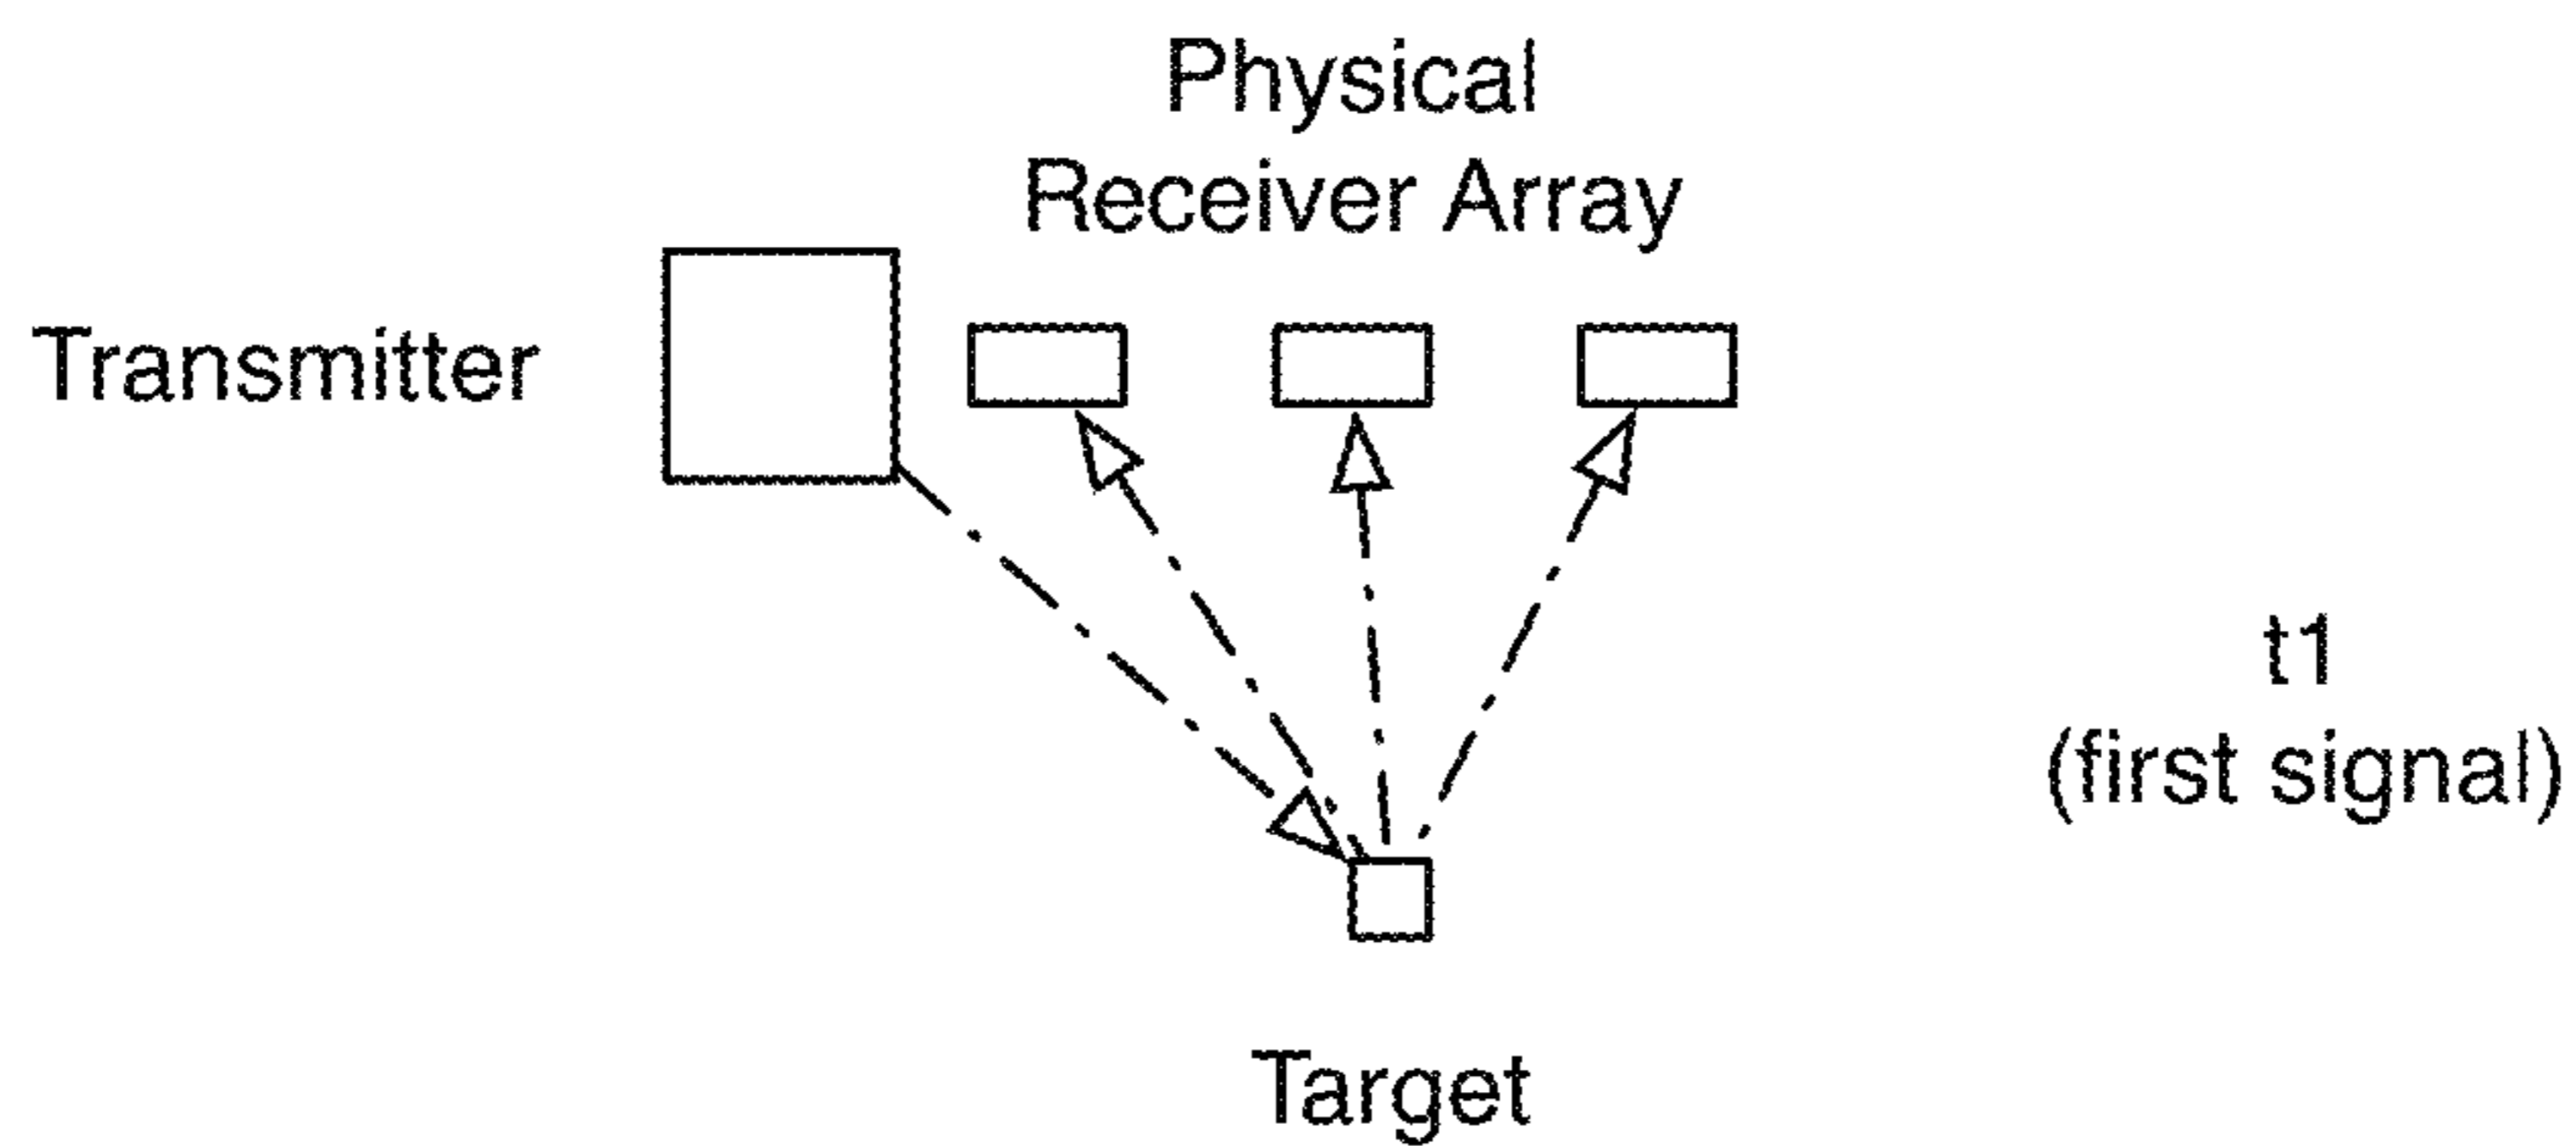 Physical
Receiver Array
Transmitter
t1
(first signal)
Target